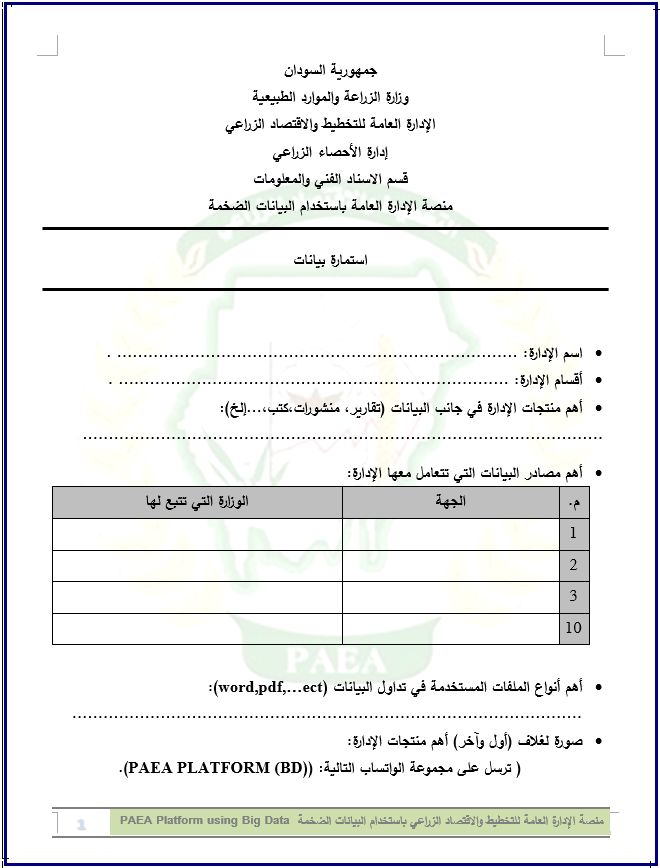 جمهورية السودان
وزارة الزراعة والموارد الطبيعية
الإدارة العامة للتخطيط والاقتصاد الزراعي
إدارة الأحصاء الزراعي
قسم الاسناد الفني والمعلومات
منصة الإدارة العامة باستخدام البيانات الضخمة
استمارة بيانات
• اسم الإدارة: ............................................................................ .
• أقسام الإدارة: .......................................................................... .
• أهم منتجات الإدارة في جانب البيانات (تقارير، منشورات،كتب،...إلخ):
....................................................................................................
• أهم مصادر البيانات التي تتعامل معها الإدارة:
م. الجهة الوزارة التي تتبع لها
1
2
3
10
PAEA
• أهم أنواع الملفات المستخدمة في تداول البيانات (word,pdf,...ect):
..................................................................................................
• صورة لغلاف (أول وآخر) أهم منتجات الإدارة:
( ترسل على مجموعة الواتساب التالية: ((PAEA PLATFORM (BD)).
منصة الإدارة العامة للتخطيط والاقتصاد الزراعي باستخدام البيانات الضخمة PAEA Platform using Big Data 1